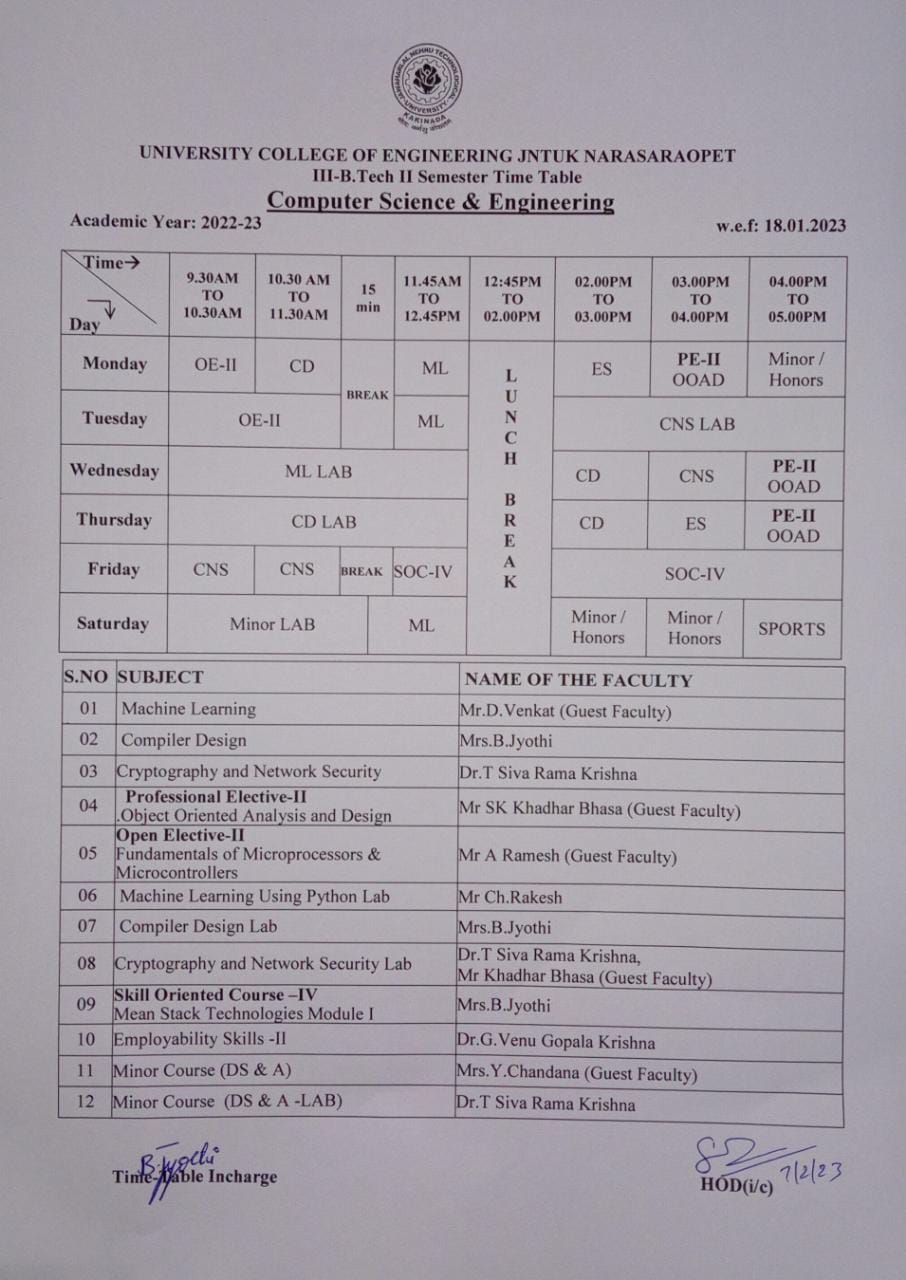 JAWAHARLAL NEHRU TECHNOLOGICAL
UNIVERSITY
KAKINADA
UNIVERSITY COLLEGE OF ENGINEERING JNTUK NARASARAOPET
III-B.Tech II Semester Time Table
Computer Science & Engineering
Academic Year: 2022-23 w.e.f: 18.01.2023
Time→
Day
9.30AM TO 10.30AM
10.30 AM TO 11.30AM
15 min
11.45AM TO 12.45PM
12:45PM TO 02.00PM
02.00PM TO 03.00PM
03.00PM TO 04.00PM
04.00PM TO 05.00PM
Monday OE-II CD BREAK ML LUNCH BREAK ES PE-II OOAD Minor / Honors
Tuesday OE-II ML CNS LAB
Wednesday ML LAB CD CNS PE-II OOAD
Thursday CD LAB CD ES PE-II OOAD
Friday CNS CNS BREAK SOC-IV SOC-IV
Saturday Minor LAB ML Minor / Honors Minor / Honors SPORTS
S.NO SUBJECT NAME OF THE FACULTY
01 Machine Learning Mr.D.Venkat (Guest Faculty)
02 Compiler Design Mrs.B.Jyothi
03 Cryptography and Network Security Dr.T Siva Rama Krishna
04 Professional Elective-II
.Object Oriented Analysis and Design Mr SK Khadhar Bhasa (Guest Faculty)
05 Open Elective-II
Fundamentals of Microprocessors & Mr A Ramesh (Guest Faculty)
Microcontrollers
06 Machine Learning Using Python Lab Mr Ch.Rakesh
07 Compiler Design Lab Mrs.B.Jyothi
08 Cryptography and Network Security Lab Dr.T Siva Rama Krishna,
Mr Khadhar Bhasa (Guest Faculty)
09 Skill Oriented Course –IV
Mean Stack Technologies Module I Mrs.B.Jyothi
10 Employability Skills -II Dr.G.Venu Gopala Krishna
11 Minor Course (DS & A) Mrs.Y.Chandana (Guest Faculty)
12 Minor Course (DS & A -LAB) Dr.T Siva Rama Krishna
B.Jyothi
Time-Table Incharge
7/2/23
HOD(i/c)